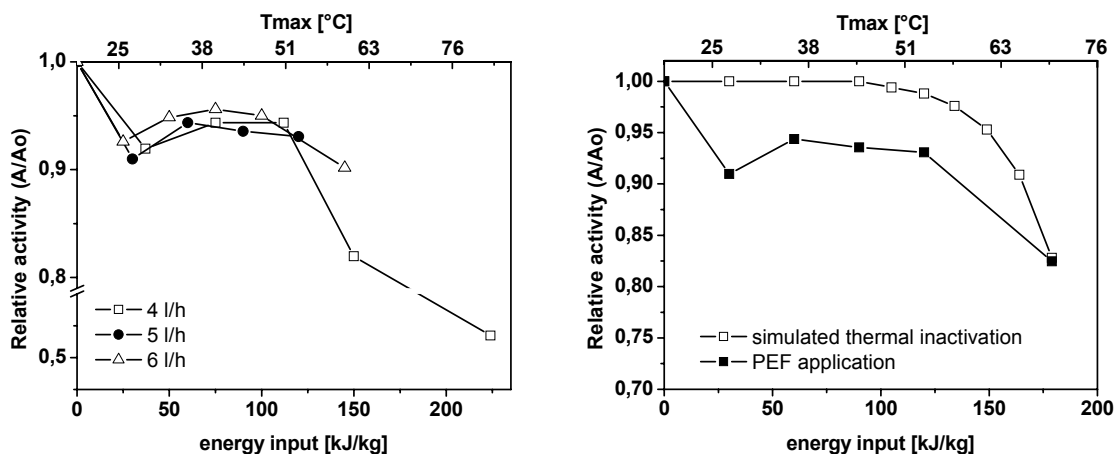 Tmax [°C]
25 38 51 63 76
Relative activity (A/Ao)
1,0
0,9
0,8
0,5
4 l/h
5 l/h
6 l/h
0 50 100 150 200
energy input [kJ/kg]
Tmax [°C]
25 38 51 63 76
Relative activity (A/Ao)
1,00
0,95
0,90
0,85
0,80
0,75
0,70
simulated thermal inactivation
PEF application
0 50 100 150 200
energy input [kJ/kg]